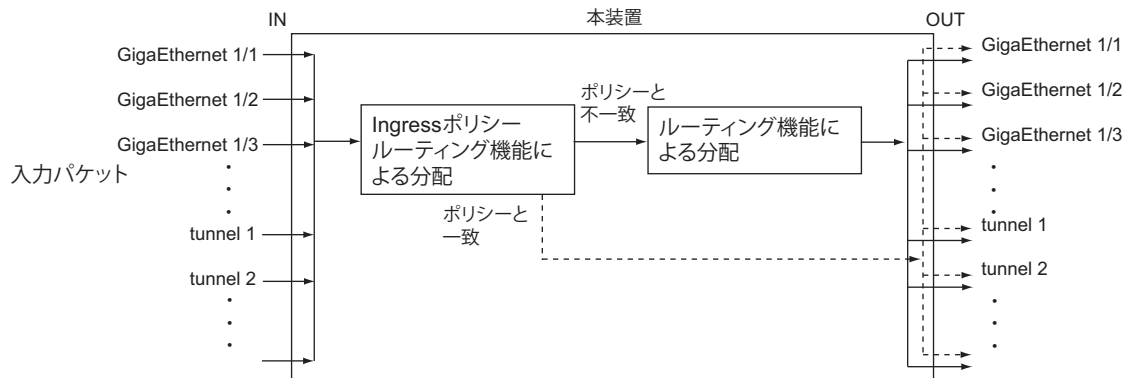 IN
本装置
OUT
GigaEthernet 1/1
GigaEthernet 1/2
GigaEthernet 1/3
入力パケット
tunnel 1
tunnel 2
Ingressポリシー
ルーティング機能に
よる分配
ポリシーと
不一致
ルーティング機能に
よる分配
ポリシーと
一致
GigaEthernet 1/1
GigaEthernet 1/2
GigaEthernet 1/3
tunnel 1
tunnel 2